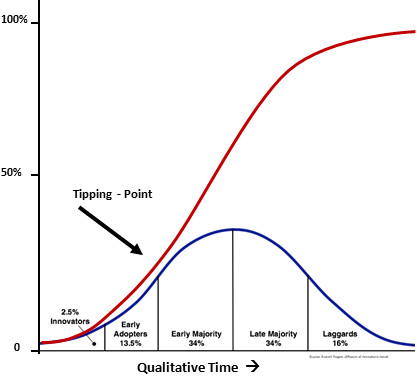 100%
50%
Tipping - Point
2.5%
Innovators
Early
Adopters
13.5%
Early Majority
34%
Late Majority
34%
Laggards
16%
0
Qualitative Time →